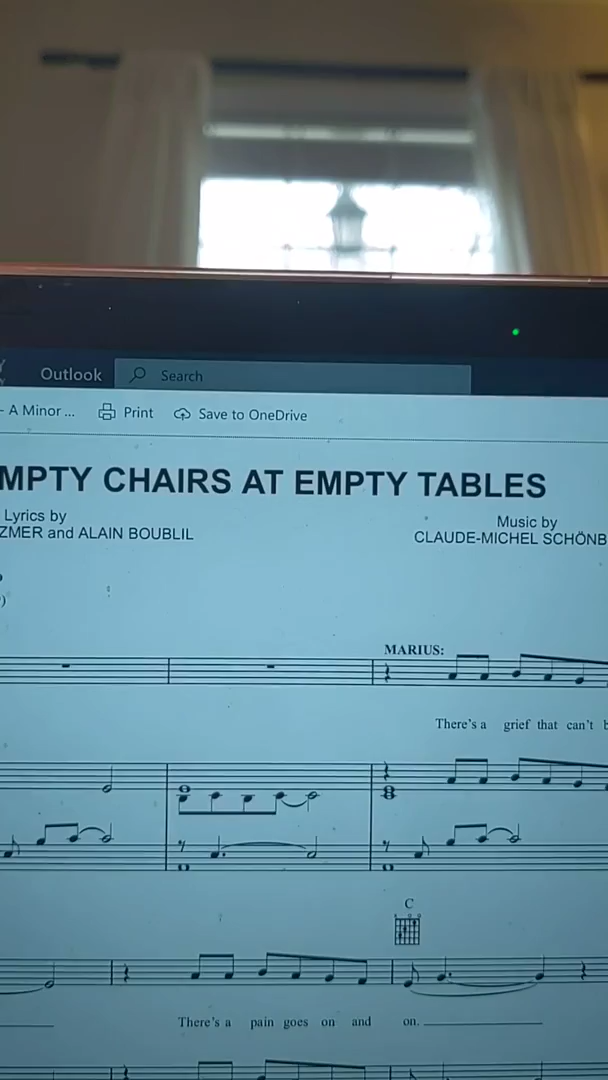 Outlook
Search
- A Minor ...
Print
Save to OneDrive
MPTY CHAIRS AT EMPTY TABLES
Lyrics by
ZMER and ALAIN BOUBLIL
Music by
CLAUDE-MICHEL SCHÖNB
)
MARIUS:
There's a grief that can't b
C
There's a pain goes on and on.